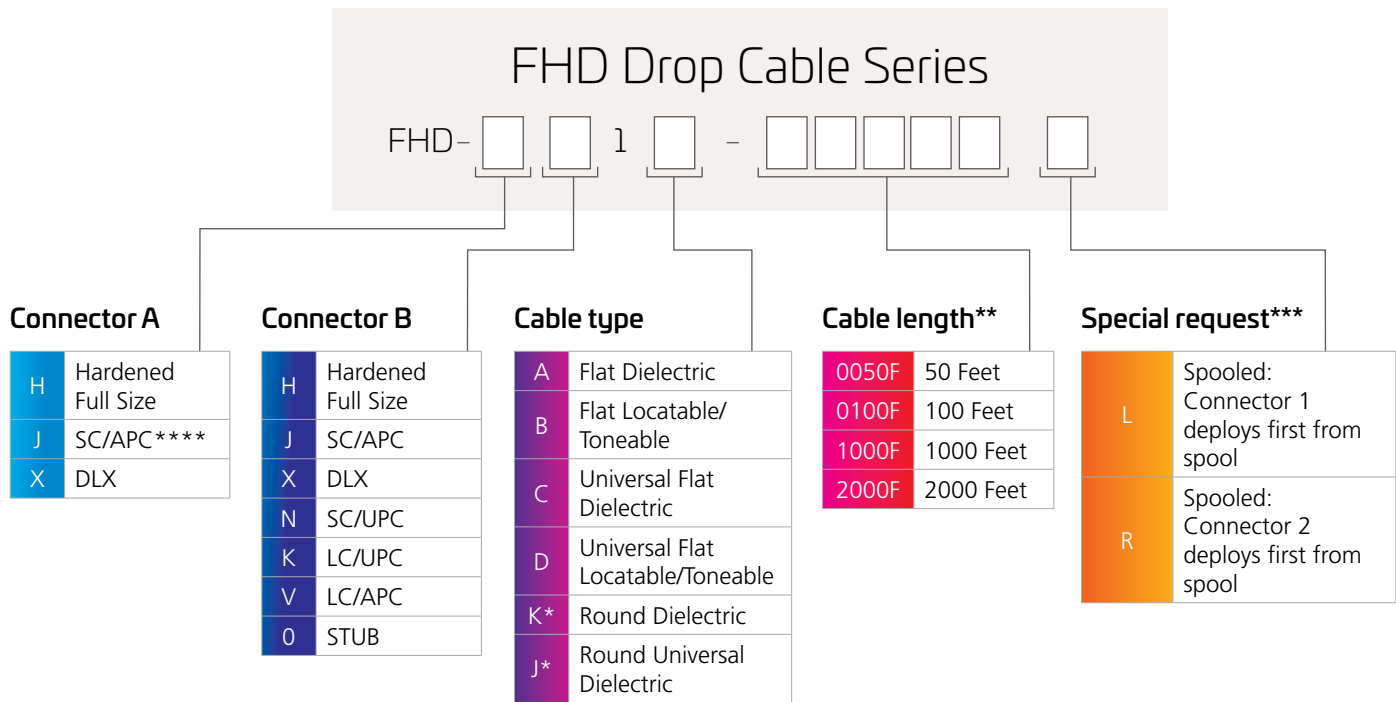 FHD Drop Cable Series
FHD- 1 -
Connector A
H Hardened
Full Size
J SC/APC****
X DLX
Connector B
H Hardened
Full Size
J SC/APC
X DLX
N SC/UPC
K LC/UPC
V LC/APC
0 STUB
Cable type
A Flat Dielectric
B Flat Locatable/
Toneable
C Universal Flat
Dielectric
D Universal Flat
Locatable/Toneable
K* Round Dielectric
J* Round Universal
Dielectric
Cable length**
0050F 50 Feet
0100F 100 Feet
1000F 1000 Feet
2000F 2000 Feet
Special request***
L Spooled:
Connector 1
deploys first from
spool
R Spooled:
Connector 2
deploys first from
spool